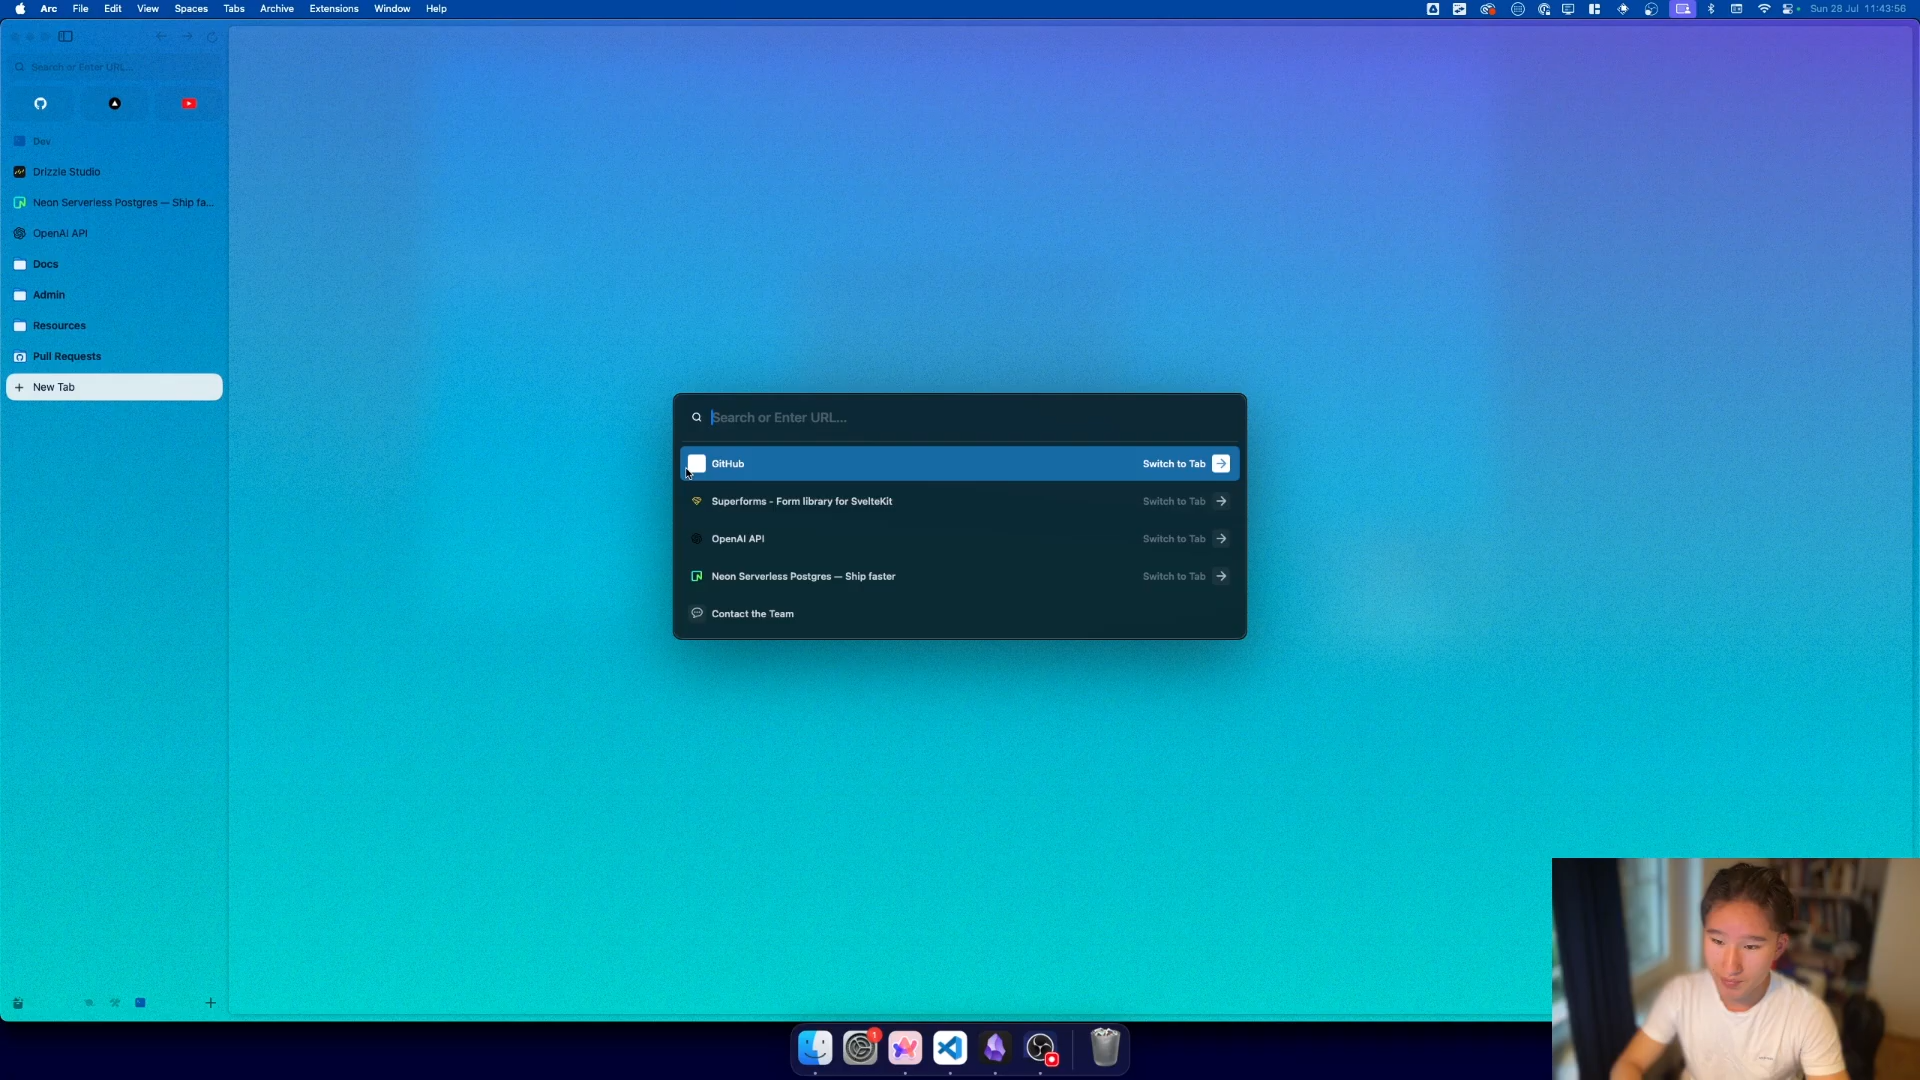 Arc File Edit View Spaces Tabs Archive Extensions Window Help
Sun 28 Jul 11:43:56
Search or Enter URL...
Dev
Drizzle Studio
Neon Serverless Postgres — Ship fa...
OpenAI API
Docs
Admin
Resources
Pull Requests
+ New Tab
Search or Enter URL...
GitHub Switch to Tab
Superforms - Form library for SvelteKit Switch to Tab
OpenAI API Switch to Tab
Neon Serverless Postgres — Ship faster Switch to Tab
Contact the Team
1